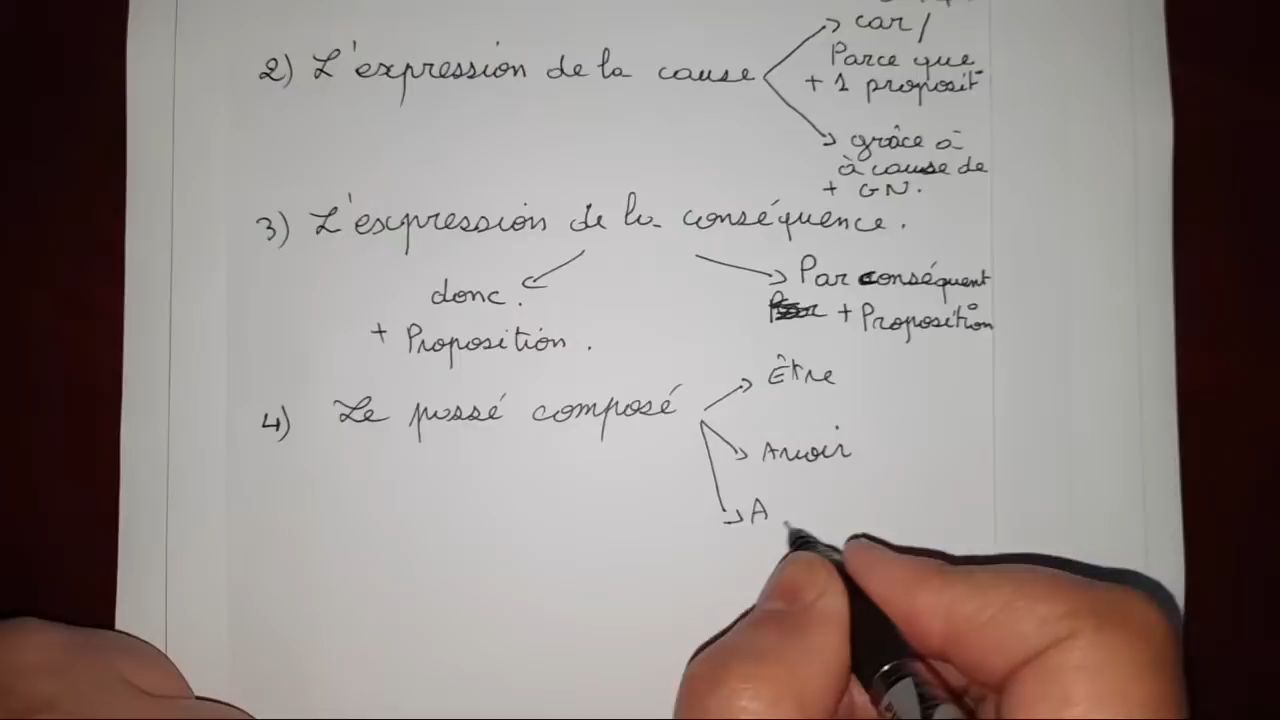 car /
2) L'expression de la cause
Parce que
+ 1 proposit°
grâce à
à cause de
+ GN.
3) L'expression de la conséquence.
donc.
+ Proposition.
Par conséquent
+ Proposition
4) Le passé composé
Être
Avoir
A